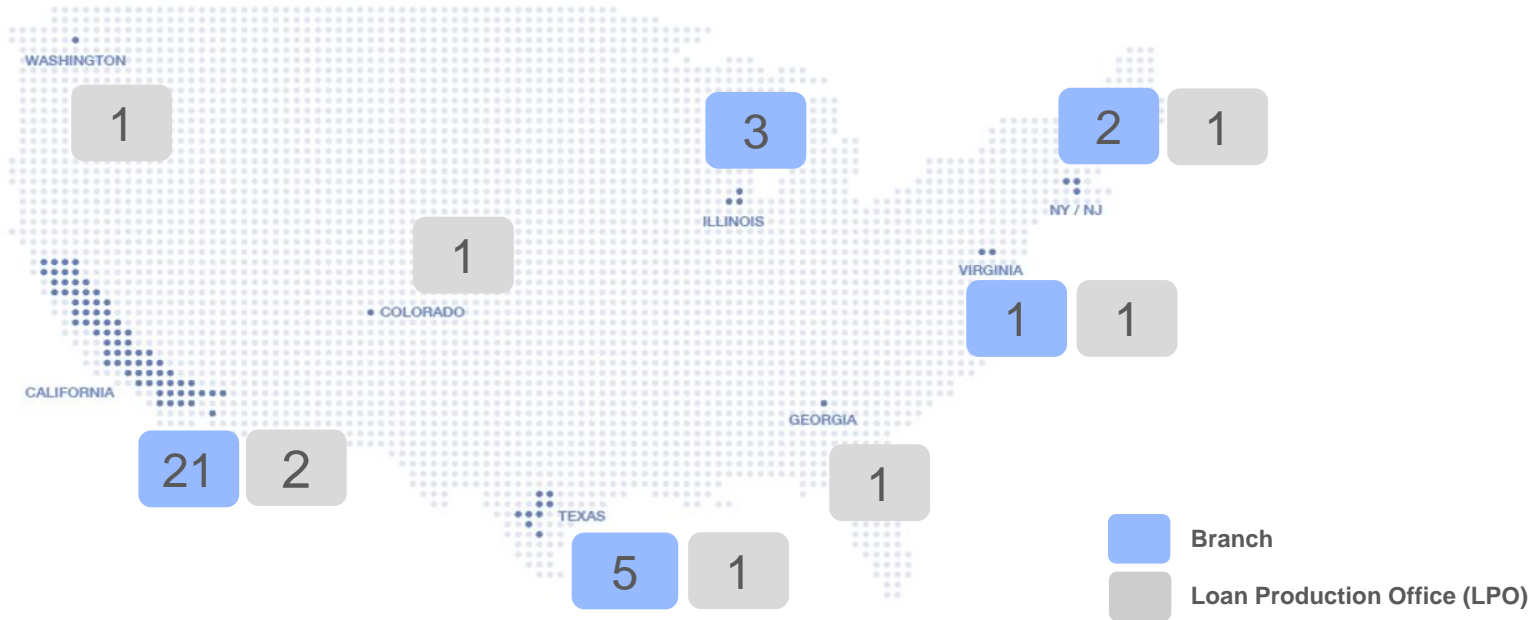 WASHINGTON
1
3
2 1
ILLINOIS
NY / NJ
1
COLORADO
VIRGINIA
1 1
CALIFORNIA
21 2
GEORGIA
1
TEXAS
5 1
Branch
Loan Production Office (LPO)